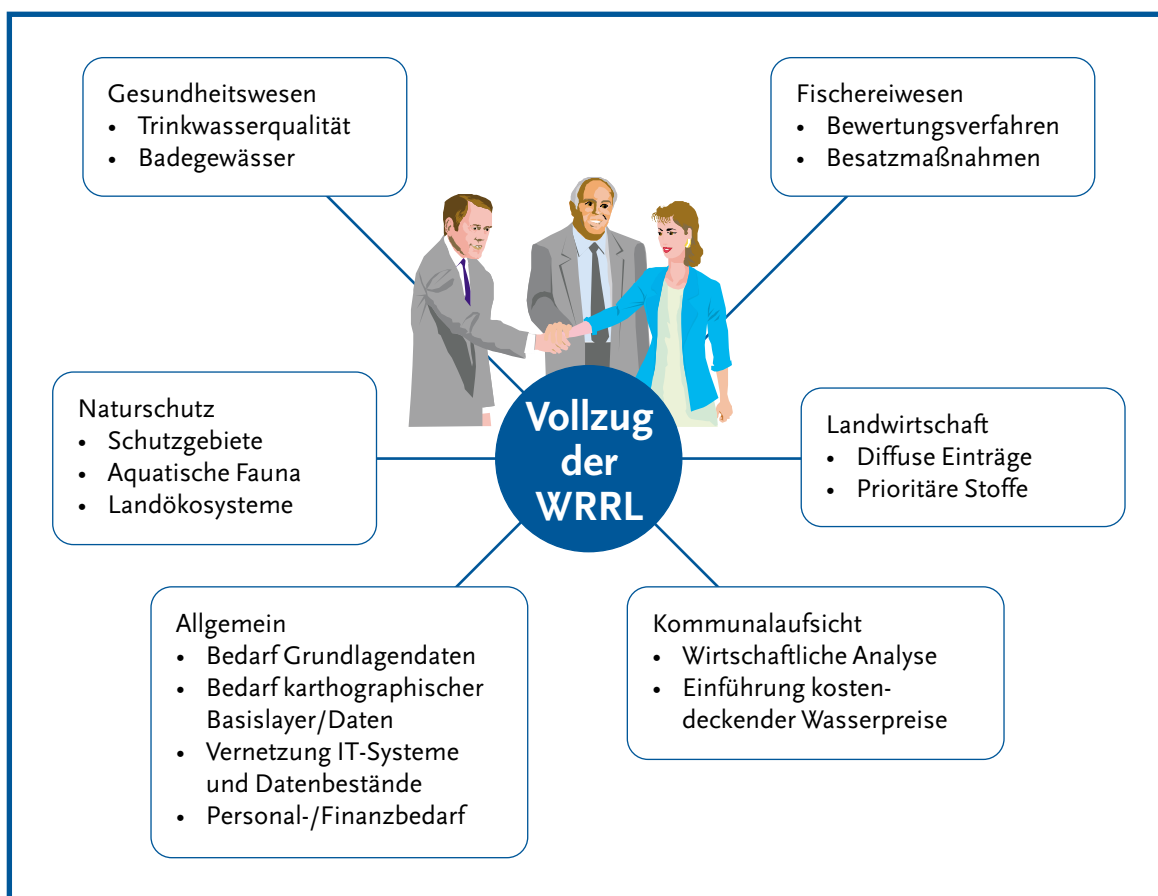 Gesundheitswesen
• Trinkwasserqualität
• Badegewässer
Fischereiwesen
• Bewertungsverfahren
• Besatzmaßnahmen
Naturschutz
• Schutzgebiete
• Aquatische Fauna
• Landökosysteme
Vollzug
der
WRRL
Landwirtschaft
• Diffuse Einträge
• Prioritäre Stoffe
Allgemein
• Bedarf Grundlagendaten
• Bedarf karthographischer
Basislayer/Daten
• Vernetzung IT-Systeme
und Datenbestände
• Personal-/Finanzbedarf
Kommunalaufsicht
• Wirtschaftliche Analyse
• Einführung kosten-
deckender Wasserpreise